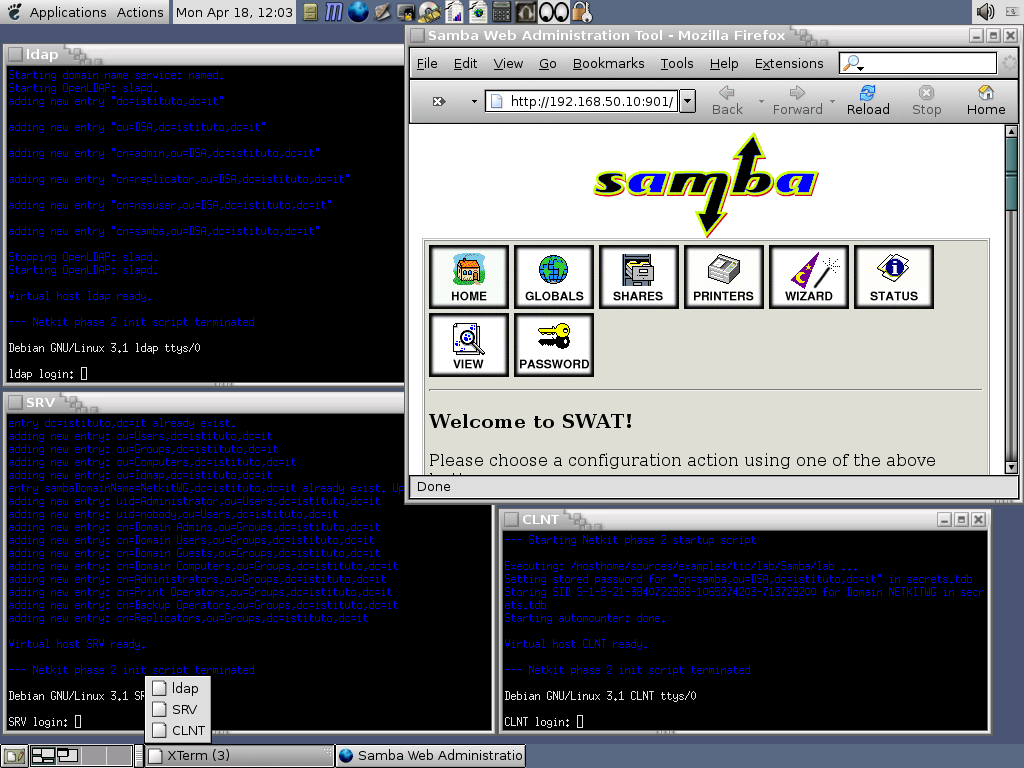 Applications Actions Mon Apr 18, 12:03
ldap
Starting domain name service: named.
Starting OpenLDAP: slapd.
adding new entry "dc=istituto,dc=it"
adding new entry "ou=DSA,dc=istituto,dc=it"
adding new entry "cn=admin,ou=DSA,dc=istituto,dc=it"
adding new entry "cn=replicator,ou=DSA,dc=istituto,dc=it"
adding new entry "cn=nssuser,ou=DSA,dc=istituto,dc=it"
adding new entry "cn=samba,ou=DSA,dc=istituto,dc=it"
Stopping OpenLDAP: slapd.
Starting OpenLDAP: slapd.
Virtual host ldap ready.
--- Netkit phase 2 init script terminated
Debian GNU/Linux 3.1 ldap ttys/0
ldap login:
Samba Web Administration Tool - Mozilla Firefox
File Edit View Go Bookmarks Tools Help Extensions
http://192.168.50.10:901/ Back Forward Reload Stop Home
samba
HOME GLOBALS SHARES PRINTERS WIZARD STATUS
VIEW PASSWORD
Welcome to SWAT!
Please choose a configuration action using one of the above
Done
SRV
entry dc=istituto,dc=it already exist.
adding new entry: ou=Users,dc=istituto,dc=it
adding new entry: ou=Groups,dc=istituto,dc=it
adding new entry: ou=Computers,dc=istituto,dc=it
adding new entry: ou=Idmap,dc=istituto,dc=it
entry sambaDomainName=NetkitWG,dc=istituto,dc=it already exist. Up
adding new entry: uid=Administrator,ou=Users,dc=istituto,dc=it
adding new entry: uid=nobody,ou=Users,dc=istituto,dc=it
adding new entry: cn=Domain Admins,ou=Groups,dc=istituto,dc=it
adding new entry: cn=Domain Users,ou=Groups,dc=istituto,dc=it
adding new entry: cn=Domain Guests,ou=Groups,dc=istituto,dc=it
adding new entry: cn=Domain Computers,ou=Groups,dc=istituto,dc=it
adding new entry: cn=Administrators,ou=Groups,dc=istituto,dc=it
adding new entry: cn=Print Operators,ou=Groups,dc=istituto,dc=it
adding new entry: cn=Backup Operators,ou=Groups,dc=istituto,dc=it
adding new entry: cn=Replicators,ou=Groups,dc=istituto,dc=it
Virtual host SRV ready.
--- Netkit phase 2 init script terminated
Debian GNU/Linux 3.1 SR
SRV login:
CLNT
--- Starting Netkit phase 2 startup script
Executing: /hosthome/sources/examples/tic/lab/Samba/lab ...
Setting stored password for "cn=samba,ou=DSA,dc=istituto,dc=it" in secrets.tdb
Storing SID S-1-5-21-3840722988-1065274203-713729200 for Domain NETKITWG in secr
ets.tdb
Starting automounter: done.
Virtual host CLNT ready.
--- Netkit phase 2 init script terminated
Debian GNU/Linux 3.1 CLNT ttys/0
CLNT login:
ldap
SRV
CLNT
XTerm (3) Samba Web Administratio